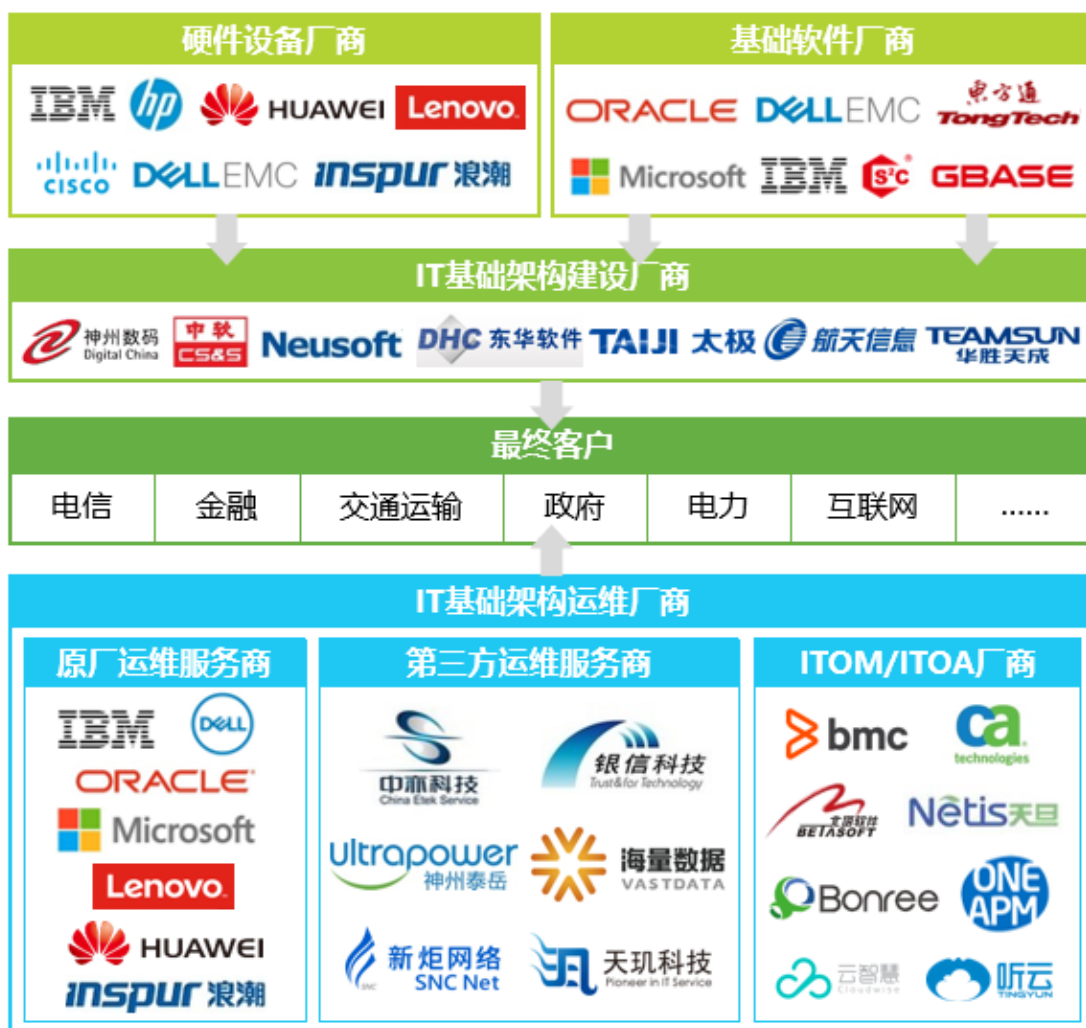 硬件设备厂商
IBM hp HUAWEI Lenovo
CISCO DELLEMC inspur 浪潮
基础软件厂商
ORACLE DELLEMC 東方通 TongTech
Microsoft IBM S²C GBASE
IT基础架构建设厂商
神州数码 Digital China
中软 CS&S
Neusoft
DHC 东华软件
TAIJI 太极
航天信息
TEAMSUN 华胜天成
最终客户
电信 金融 交通运输 政府 电力 互联网 ……
IT基础架构运维厂商
原厂运维服务商
IBM DELL
ORACLE
Microsoft
Lenovo
HUAWEI
inspur 浪潮
第三方运维服务商
中亦科技
China Etek Service
银信科技
Trust&for Technology
Ultrapower
神州泰岳
海量数据
VASTDATA
SNC
新炬网络
SNC Net
天玑科技
Pioneer in IT Service
ITOM/ITOA厂商
bmc
ca
technologies
北塔软件
BETASOFT
Netis天旦
Bonree
ONE
APM
云智慧
Cloudwise
听云
TINGYUN